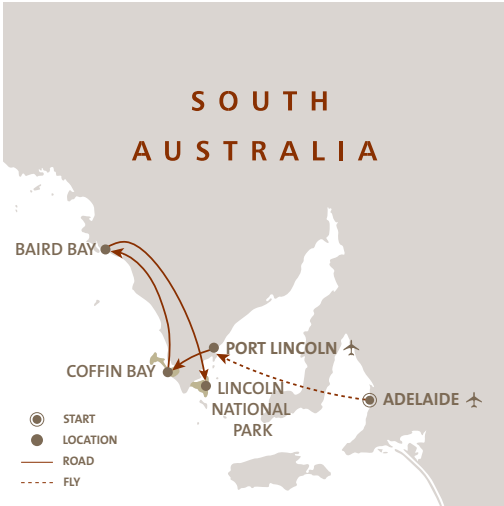 SOUTH
AUSTRALIA
BAIRD BAY
PORT LINCOLN
COFFIN BAY
LINCOLN
NATIONAL
PARK
ADELAIDE
START
LOCATION
ROAD
FLY